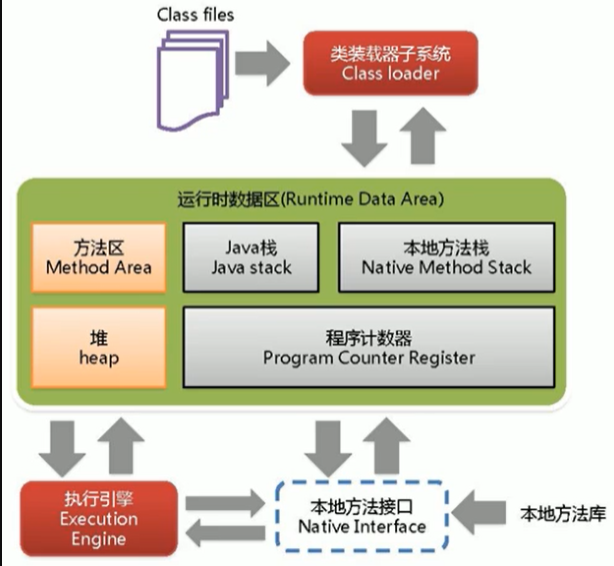 Class files
类装载器子系统
Class loader
运行时数据区(Runtime Data Area)
方法区
Method Area
Java栈
Java stack
本地方法栈
Native Method Stack
堆
heap
程序计数器
Program Counter Register
执行引擎
Execution
Engine
本地方法接口
Native Interface
本地方法库